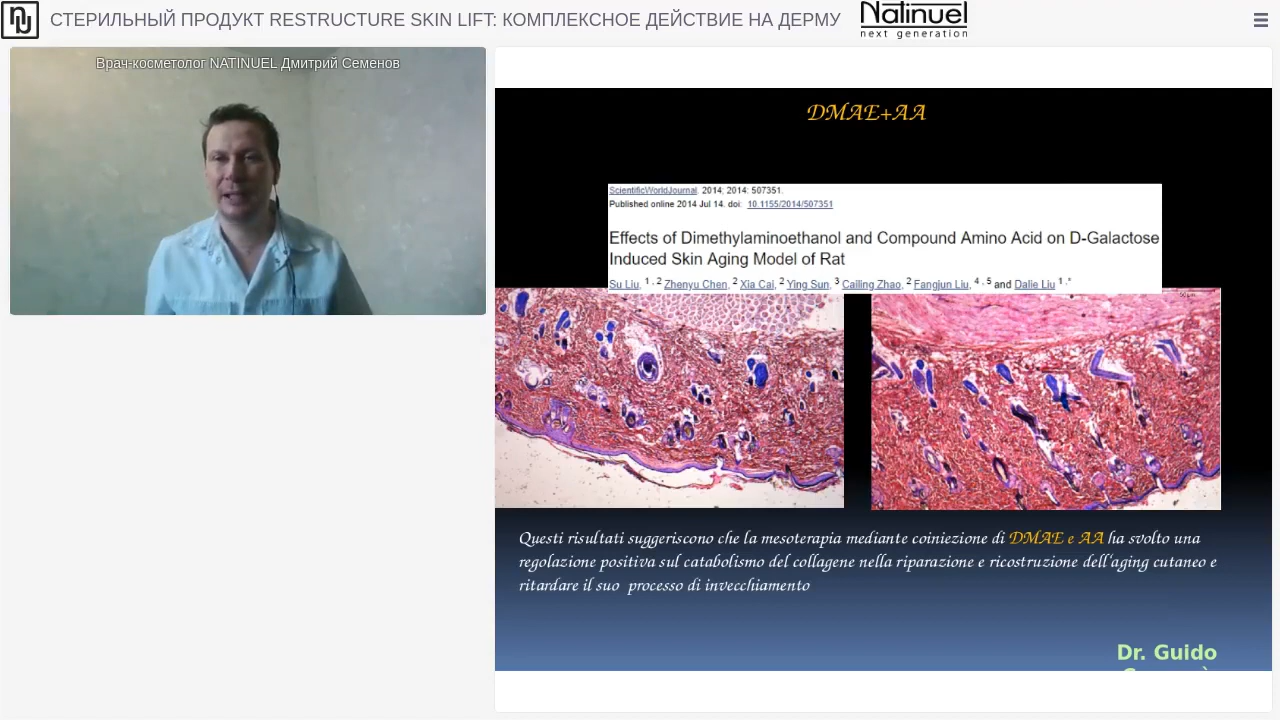 СТЕРИЛЬНЫЙ ПРОДУКТ RESTRUCTURE SKIN LIFT: КОМПЛЕКСНОЕ ДЕЙСТВИЕ НА ДЕРМУ
Natinuel
next generation
Врач-косметолог NATINUEL Дмитрий Семенов
DMAE+AA
ScientificWorldJournal. 2014; 2014: 507351.
Published online 2014 Jul 14. doi: 10.1155/2014/507351
Effects of Dimethylaminoethanol and Compound Amino Acid on D-Galactose
Induced Skin Aging Model of Rat
Su Liu, 1 , 2 Zhenyu Chen, 2 Xia Cai, 2 Ying Sun, 3 Cailing Zhao, 2 Fangjun Liu, 4 , 5 and Dalie Liu 1 ,*
Questi risultati suggeriscono che la mesoterapia mediante coiniezione di DMAE e AA ha svolto una
regolazione positiva sul catabolismo del collagene nella riparazione e ricostruzione dell'aging cutaneo e
ritardare il suo processo di invecchiamento
Dr. Guido